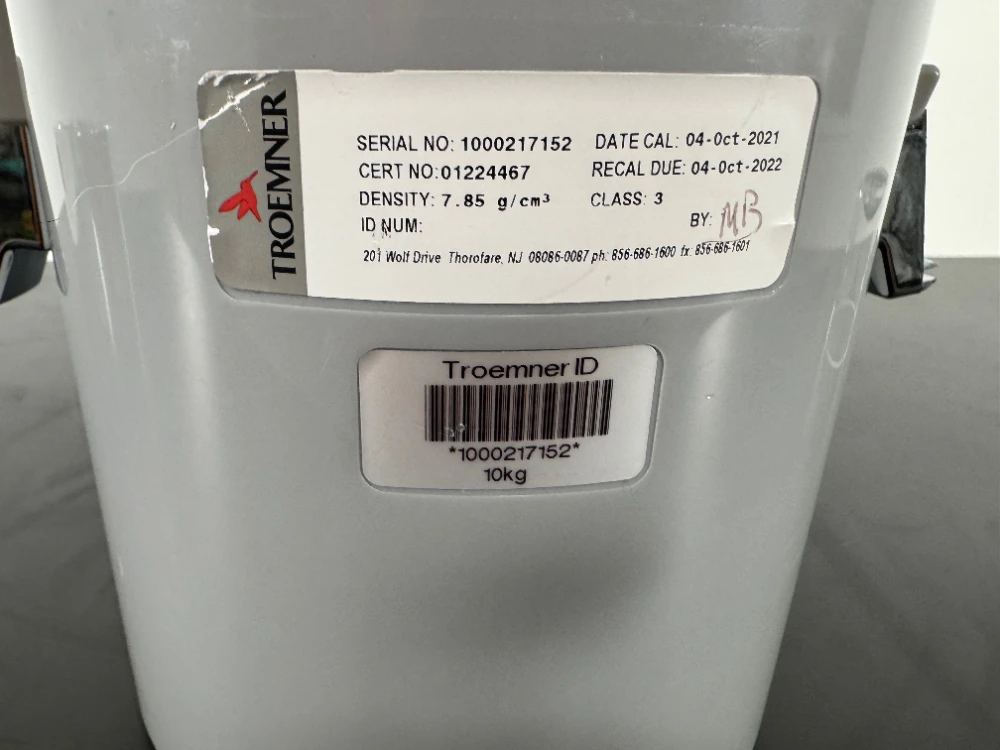 TROEMNER
SERIAL NO: 1000217152 DATE CAL: 04-Oct-2021
CERT NO:01224467 RECAL DUE: 04-Oct-2022
DENSITY: 7.85 g/cm³ CLASS: 3
ID NUM: BY: MB
201 Wolf Drive Thorofare, NJ 08086-0087 ph: 856-686-1600 fx: 856-686-1601
Troemner ID
*1000217152*
10kg